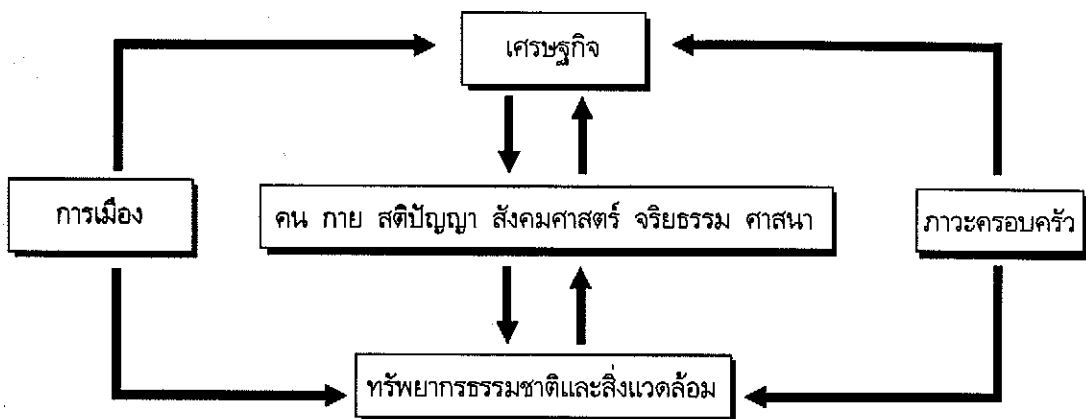 เศรษฐกิจ
การเมือง
คน กาย สติปัญญา สังคมศาสตร์ จริยธรรม ศาสนา
ภาวะครอบครัว
ทรัพยากรธรรมชาติและสิ่งแวดล้อม